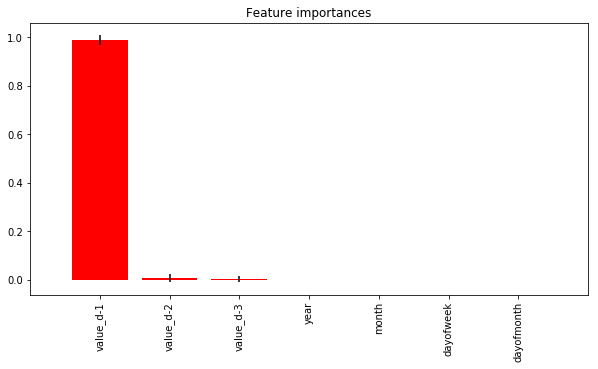 Feature importances
1.0
0.8
0.6
0.4
0.2
0.0
value_d-1
value_d-2
value_d-3
year
month
dayofweek
dayofmonth